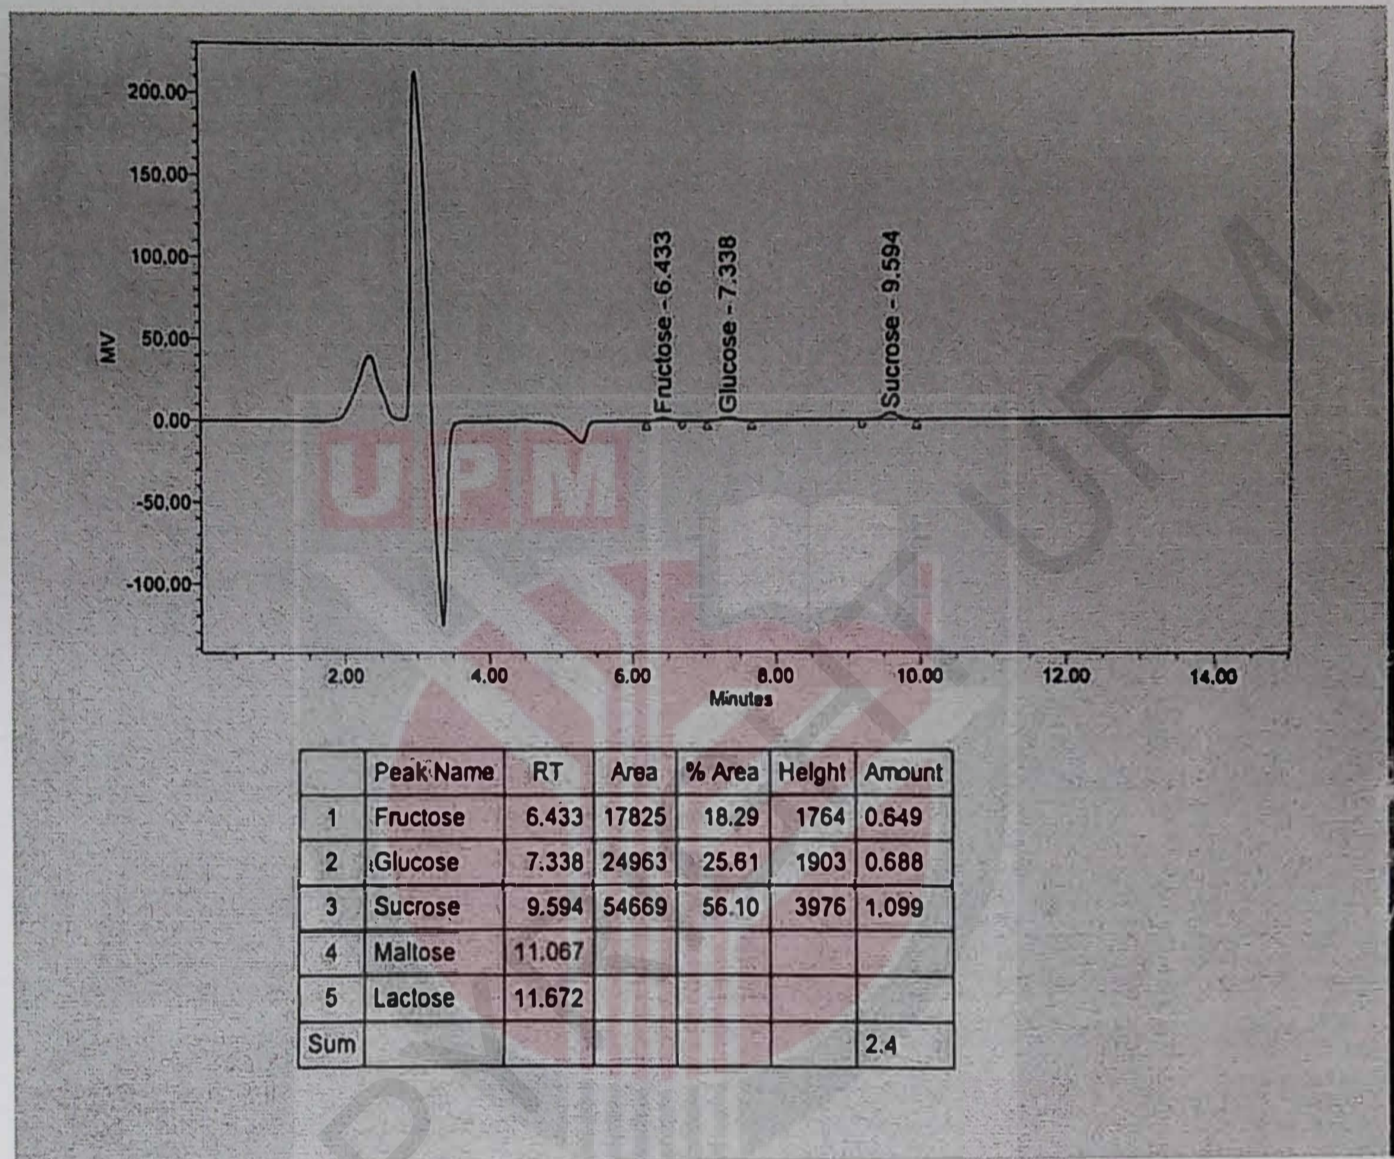 200.00
150.00
100.00
50.00
0.00
-50.00
-100.00
MV
Fructose - 6.433
Glucose - 7.338
Sucrose - 9.594
2.00 4.00 6.00 8.00 10.00 12.00 14.00
Minutes
UPM
UPM
Peak Name RT Area % Area Height Amount
1 Fructose 6.433 17825 18.29 1764 0.649
2 Glucose 7.338 24963 25.61 1903 0.688
3 Sucrose 9.594 54669 56.10 3976 1.099
4 Maltose 11.067
5 Lactose 11.672
Sum 2.4